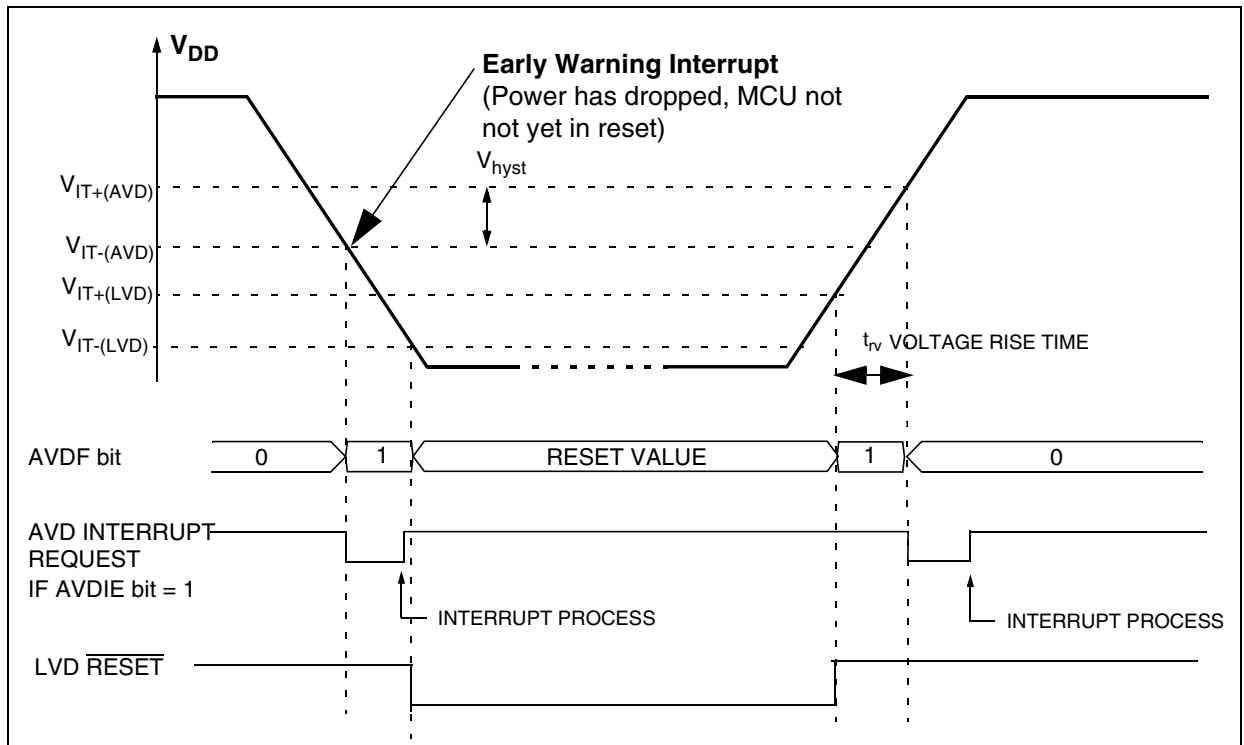 VDD
Early Warning Interrupt
(Power has dropped, MCU not
not yet in reset)
Vhyst
VIT+(AVD)
VIT-(AVD)
VIT+(LVD)
VIT-(LVD)
trv VOLTAGE RISE TIME
AVDF bit
0
1
RESET VALUE
1
0
AVD INTERRUPT
REQUEST
IF AVDIE bit = 1
INTERRUPT PROCESS
INTERRUPT PROCESS
LVD RESET